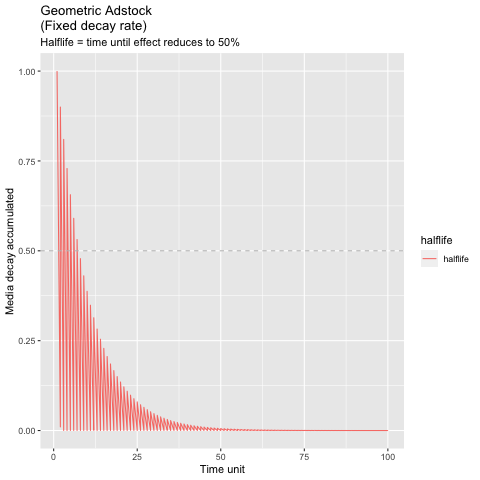 Geometric Adstock
(Fixed decay rate)
Halflife = time until effect reduces to 50%
1.00
0.75
0.50
0.25
0.00
Media decay accumulated
0
25
50
75
100
Time unit
halflife
halflife